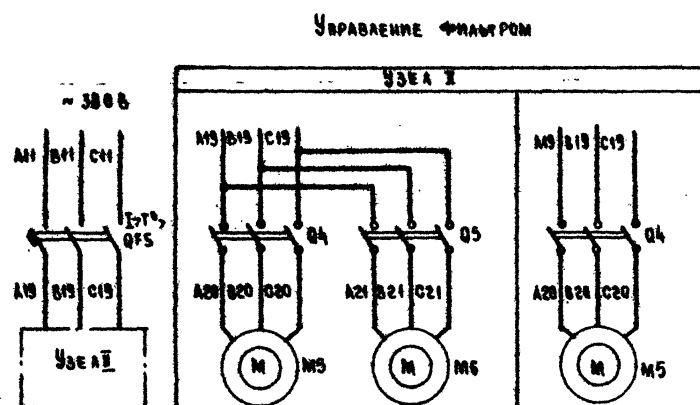 Управление фильтром
Узел II
~ 380 В
А11 В11 С11
А19 В19 С19
А19 В19 С19
I>T°>
QF5
Q4
Q5
Q4
А19 В19 С19
А20 В20 С20
А21 В21 С21
А20 В20 С20
Узел II
М
М5
М
М6
М
М5